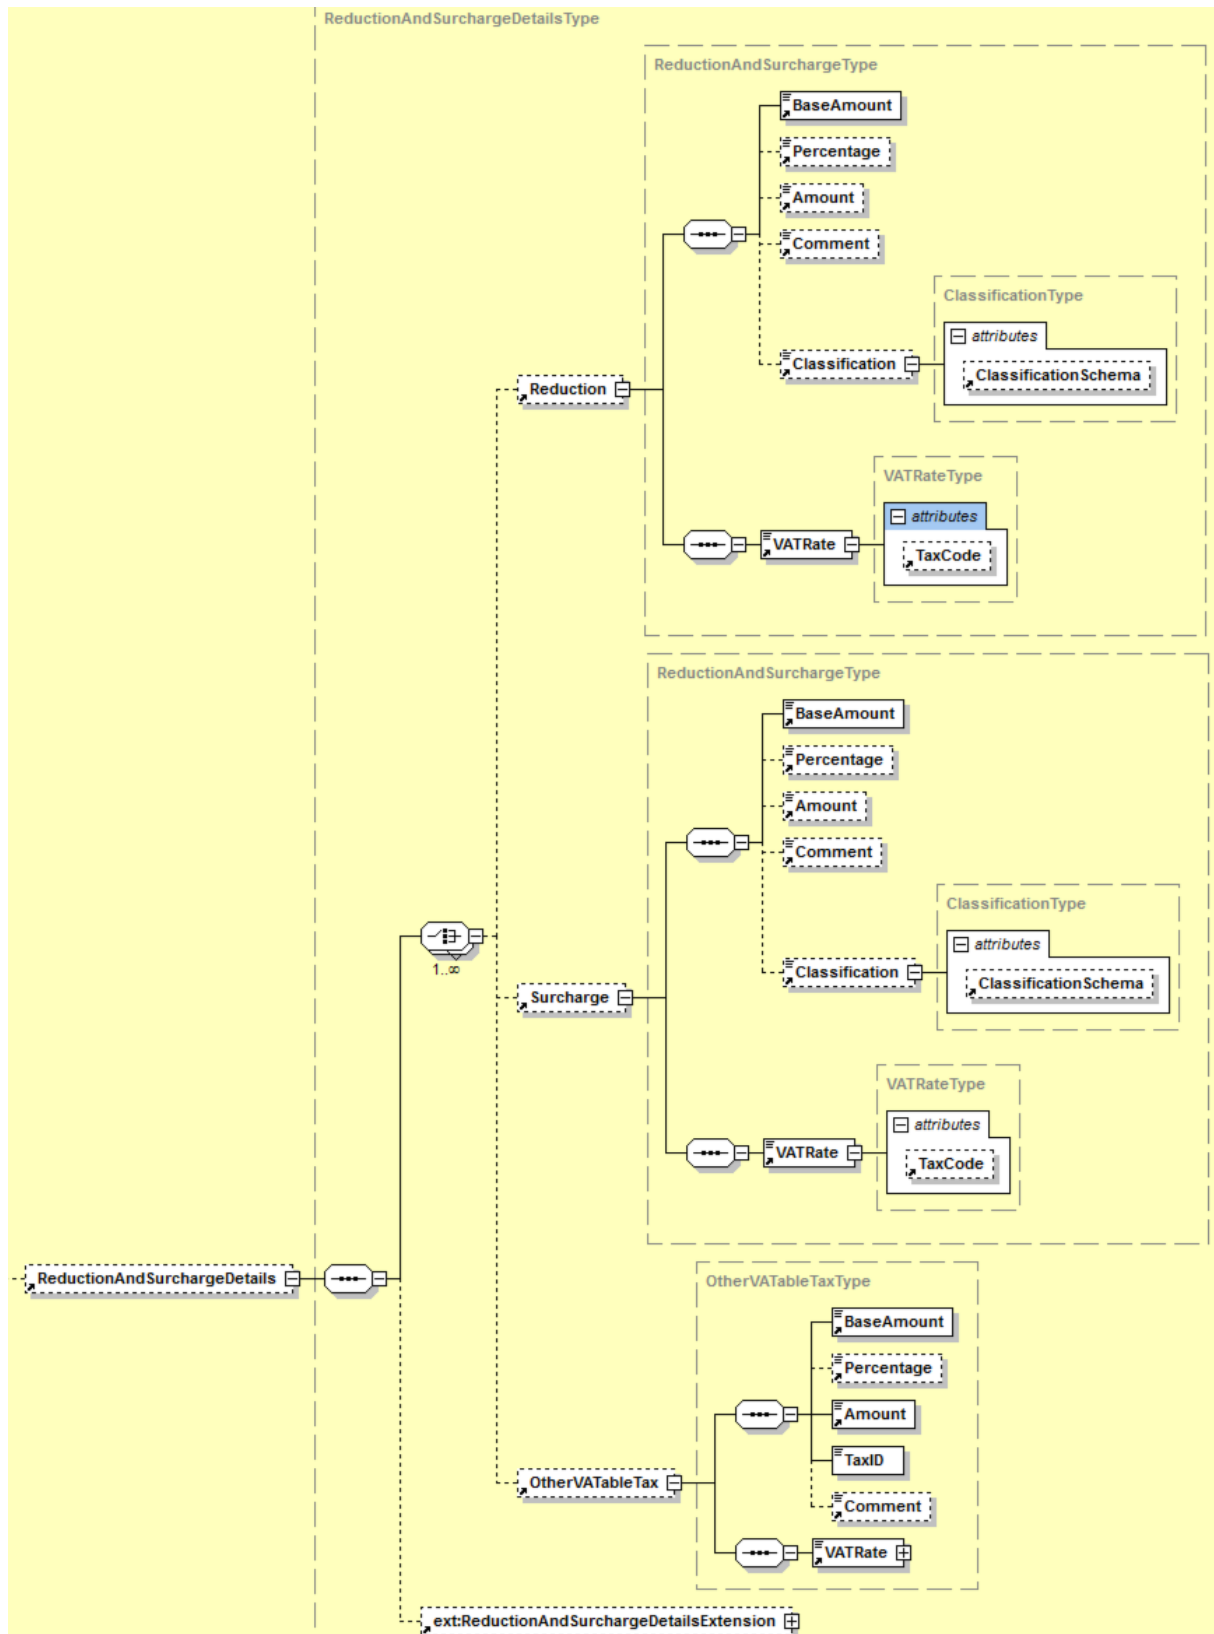 ReductionAndSurchargeDetailsType
ReductionAndSurchargeType
BaseAmount
Percentage
Amount
Comment
ClassificationType
attributes
Classification
ClassificationSchema
Reduction
VATRateType
attributes
VATRate
TaxCode
ReductionAndSurchargeType
BaseAmount
Percentage
Amount
Comment
ClassificationType
attributes
Classification
ClassificationSchema
1..∞
Surcharge
VATRateType
attributes
VATRate
TaxCode
ReductionAndSurchargeDetails
OtherVATableTaxType
BaseAmount
Percentage
Amount
TaxID
OtherVATableTax
Comment
VATRate
ext:ReductionAndSurchargeDetailsExtension